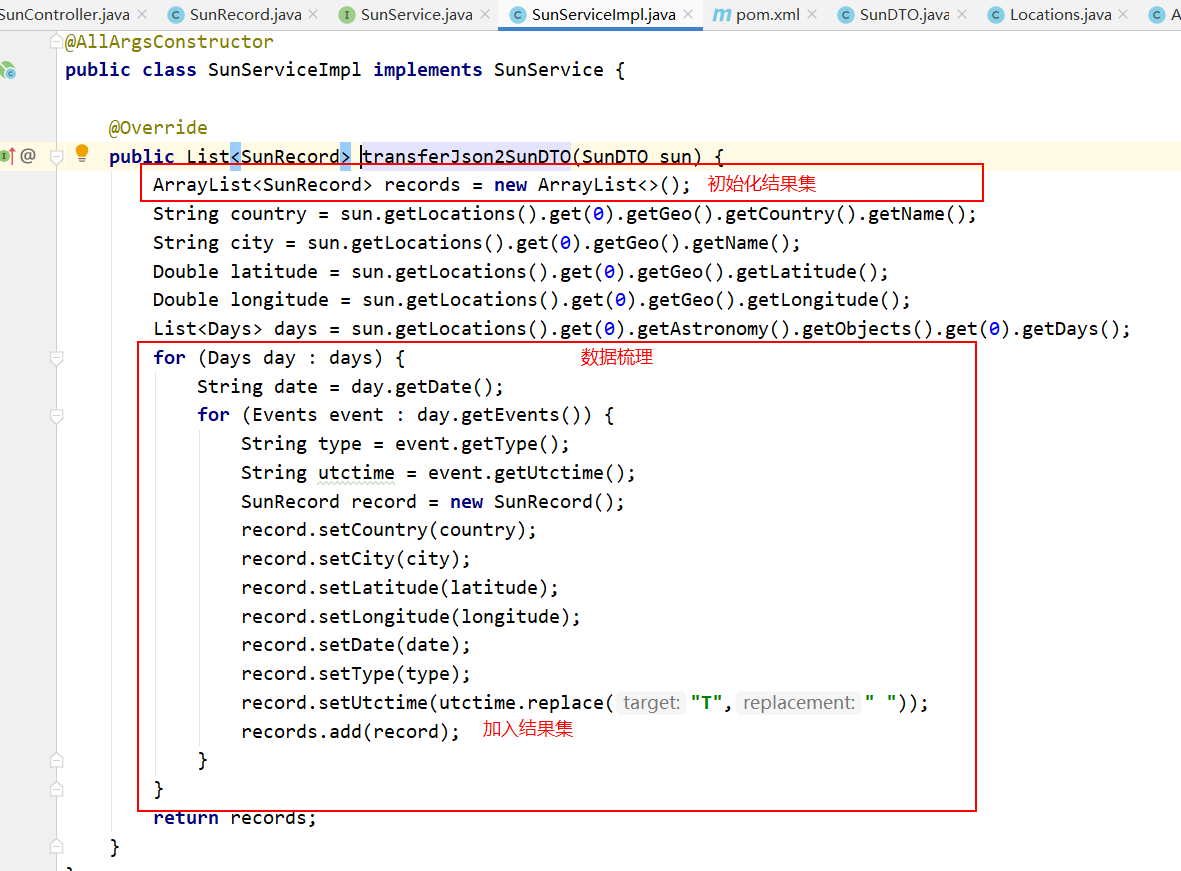 SunController.java SunRecord.java SunService.java SunServiceImpl.java pom.xml SunDTO.java Locations.java A
@AllArgsConstructor
public class SunServiceImpl implements SunService {
@Override
public List<SunRecord> transferJson2SunDTO(SunDTO sun) {
ArrayList<SunRecord> records = new ArrayList<>(); 初始化结果集
String country = sun.getLocations().get(0).getGeo().getCountry().getName();
String city = sun.getLocations().get(0).getGeo().getName();
Double latitude = sun.getLocations().get(0).getGeo().getLatitude();
Double longitude = sun.getLocations().get(0).getGeo().getLongitude();
List<Days> days = sun.getLocations().get(0).getAstronomy().getObjects().get(0).getDays();
for (Days day : days) { 数据梳理
String date = day.getDate();
for (Events event : day.getEvents()) {
String type = event.getType();
String utctime = event.getUtctime();
SunRecord record = new SunRecord();
record.setCountry(country);
record.setCity(city);
record.setLatitude(latitude);
record.setLongitude(longitude);
record.setDate(date);
record.setType(type);
record.setUtctime(utctime.replace( target: "T", replacement: " "));
records.add(record); 加入结果集
}
}
return records;
}